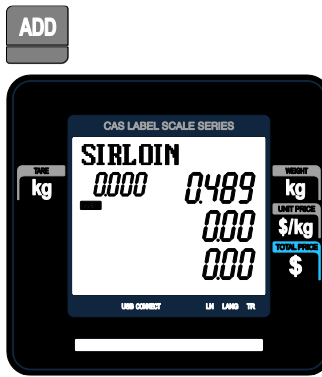 ADD
CAS LABEL SCALE SERIES
SIRLOIN
TARE
kg
0.000
0.489
WEIGHT
kg
0.00
UNIT PRICE
$/kg
0.00
TOTAL PRICE
$
USB CONNECT LN LANG TR